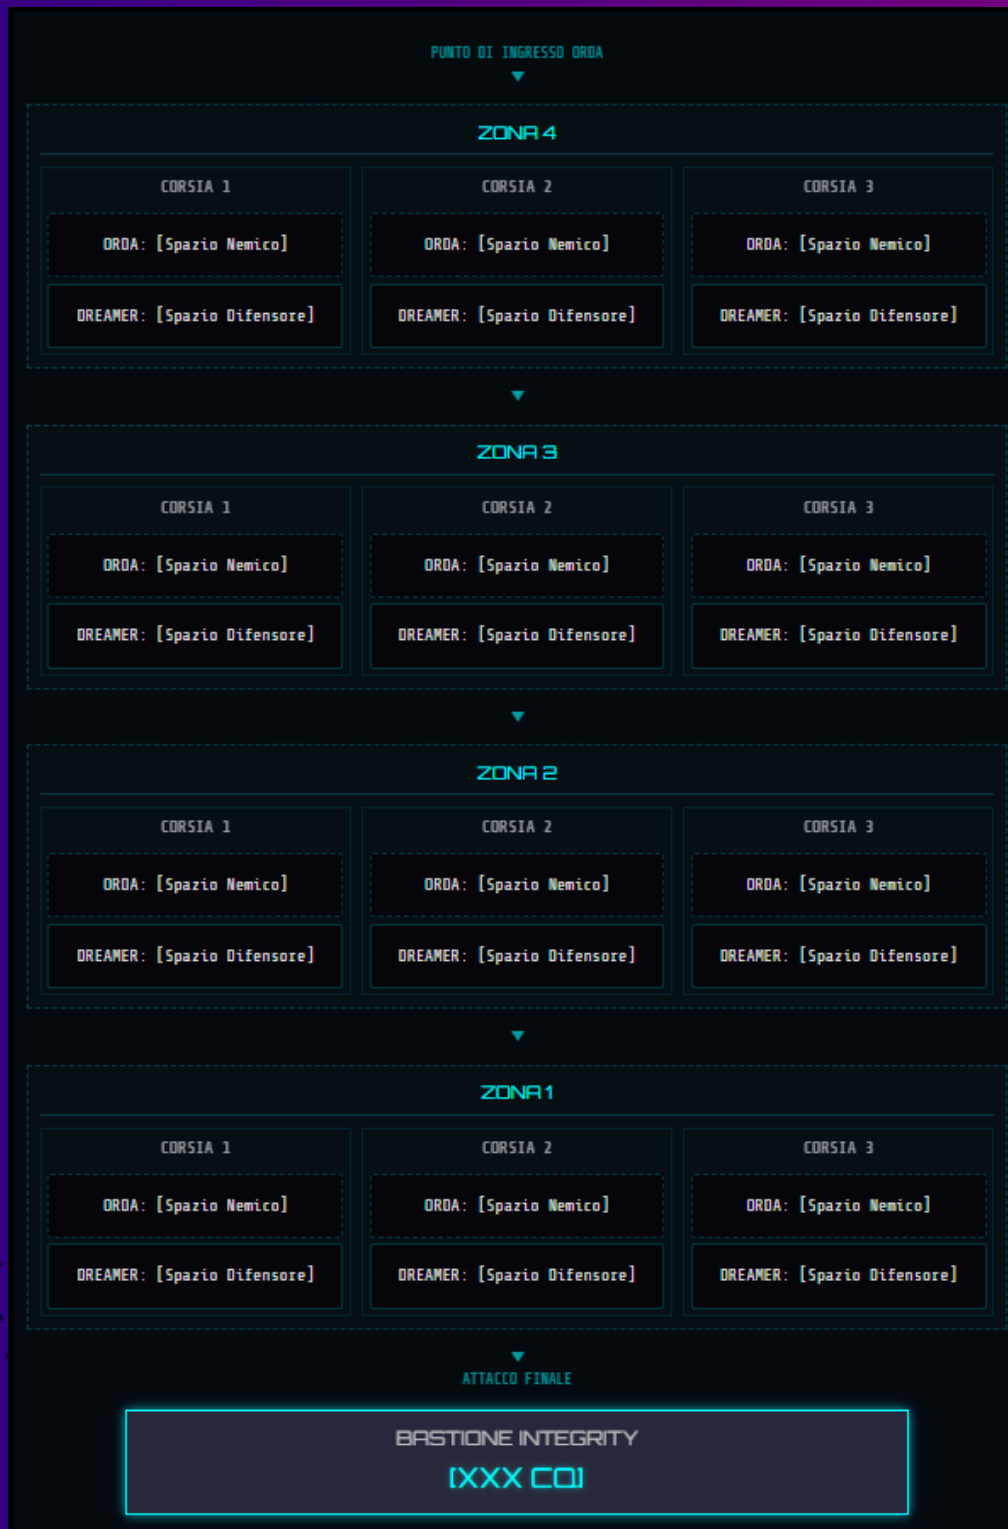 PUNTO DI INGRESSO ORDA
ZONA 4
CORSIA 1 CORSIA 2 CORSIA 3
ORDA: [Spazio Nemico] ORDA: [Spazio Nemico] ORDA: [Spazio Nemico]
DREAMER: [Spazio Difensore] DREAMER: [Spazio Difensore] DREAMER: [Spazio Difensore]
ZONA 3
CORSIA 1 CORSIA 2 CORSIA 3
ORDA: [Spazio Nemico] ORDA: [Spazio Nemico] ORDA: [Spazio Nemico]
DREAMER: [Spazio Difensore] DREAMER: [Spazio Difensore] DREAMER: [Spazio Difensore]
ZONA 2
CORSIA 1 CORSIA 2 CORSIA 3
ORDA: [Spazio Nemico] ORDA: [Spazio Nemico] ORDA: [Spazio Nemico]
DREAMER: [Spazio Difensore] DREAMER: [Spazio Difensore] DREAMER: [Spazio Difensore]
ZONA 1
CORSIA 1 CORSIA 2 CORSIA 3
ORDA: [Spazio Nemico] ORDA: [Spazio Nemico] ORDA: [Spazio Nemico]
DREAMER: [Spazio Difensore] DREAMER: [Spazio Difensore] DREAMER: [Spazio Difensore]
ATTACCO FINALE
BASTIONE INTEGRITY
[XXX CQ]